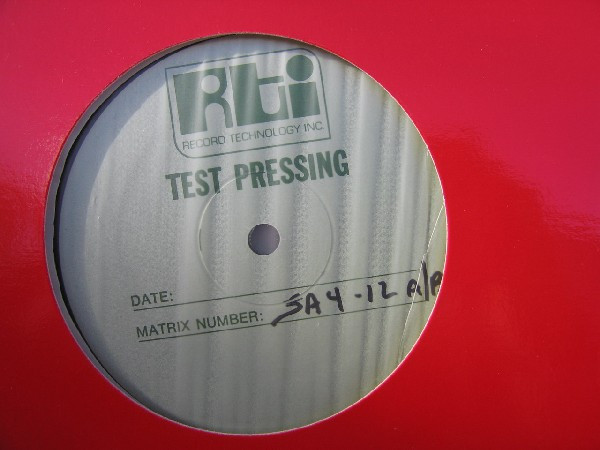 Rti
RECORD TECHNOLOGY INC.
TEST PRESSING
DATE:
MATRIX NUMBER: SA4-12